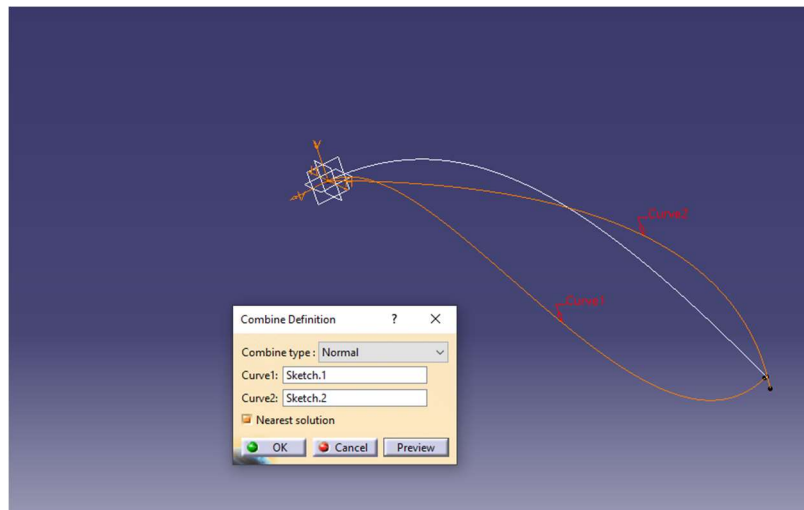 Curve2
Curve1
Combine Definition ? X
Combine type : Normal
Curve1: Sketch.1
Curve2: Sketch.2
Nearest solution
OK Cancel Preview